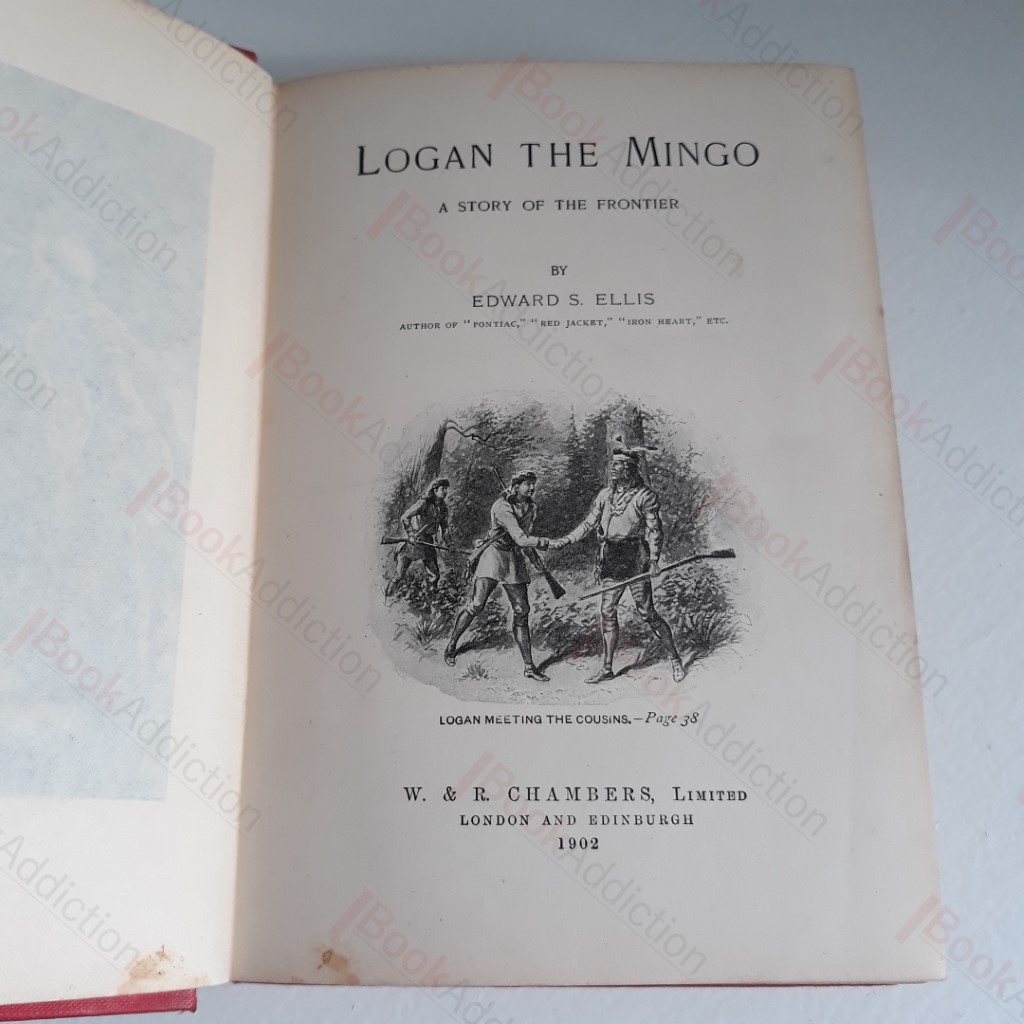 LOGAN THE MINGO
A STORY OF THE FRONTIER
BY
EDWARD S. ELLIS
AUTHOR OF "PONTIAC," "RED JACKET," "IRON HEART," ETC.
LOGAN MEETING THE COUSINS.—Page 38
W. & R. CHAMBERS, LIMITED
LONDON AND EDINBURGH
1902
BookAddiction